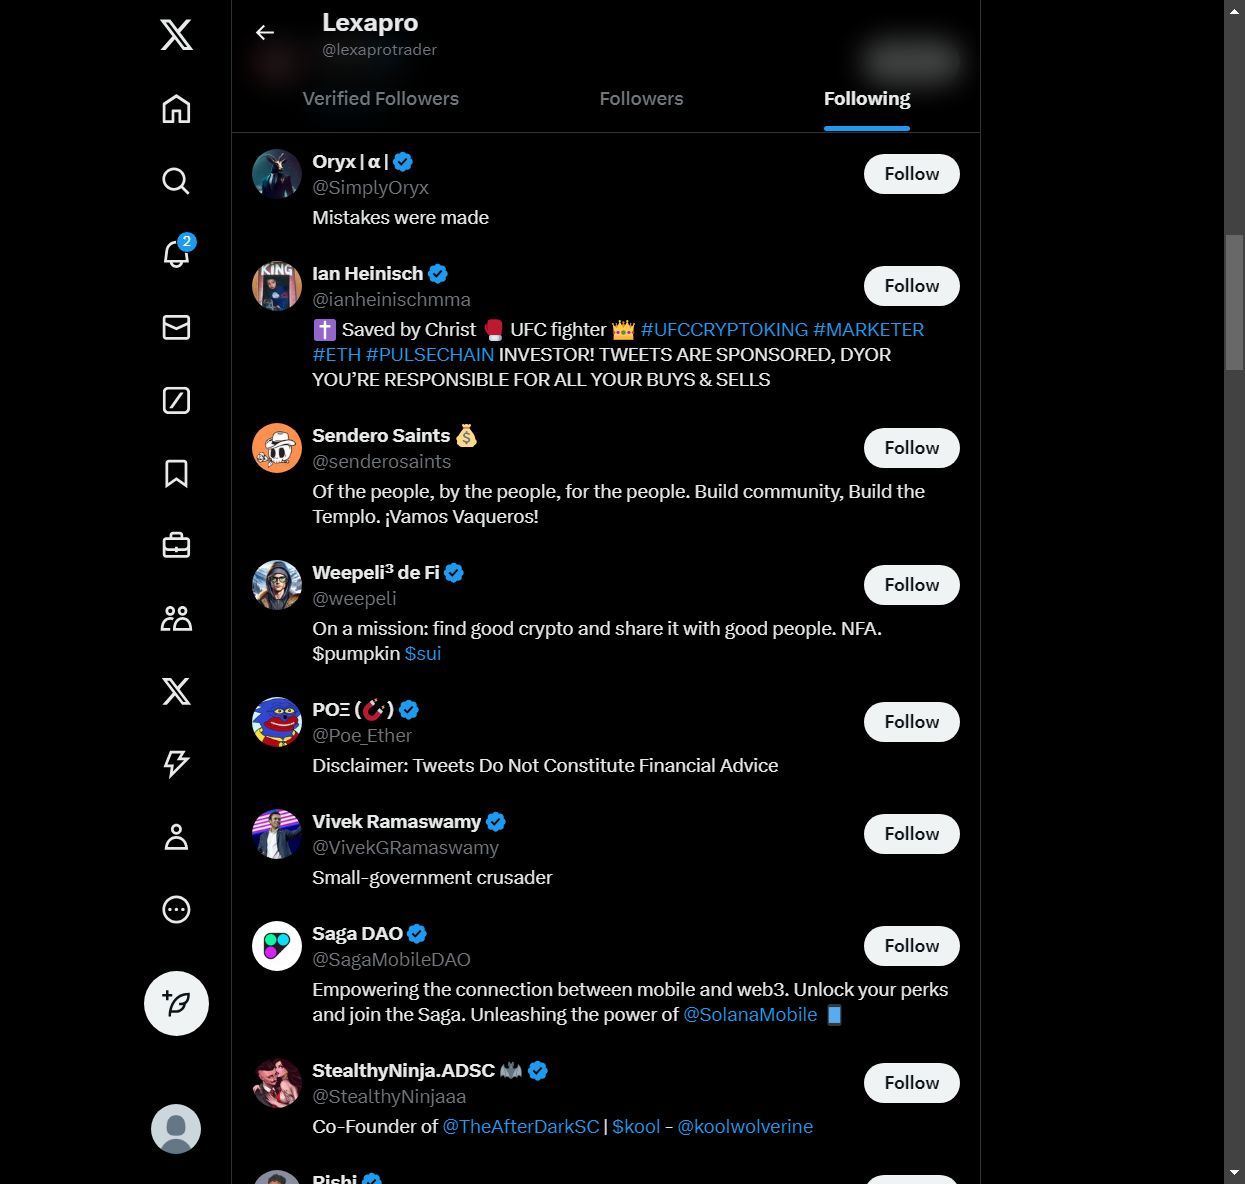 Lexapro
@lexaprotrader
Verified Followers
Followers
Following
2
Oryx | α |
@SimplyOryx
Follow
Mistakes were made
KING
Ian Heinisch
@ianheinischmma
Follow
✝️ Saved by Christ 🥊 UFC fighter 👑 #UFCCRYPTOKING #MARKETER
#ETH #PULSECHAIN INVESTOR! TWEETS ARE SPONSORED, DYOR
YOU’RE RESPONSIBLE FOR ALL YOUR BUYS & SELLS
Sendero Saints 💰
@senderosaints
Follow
Of the people, by the people, for the people. Build community, Build the
Templo. ¡Vamos Vaqueros!
Weepeli³ de Fi
@weepeli
Follow
On a mission: find good crypto and share it with good people. NFA.
$pumpkin $sui
POΞ (🧲)
@Poe_Ether
Follow
Disclaimer: Tweets Do Not Constitute Financial Advice
Vivek Ramaswamy
@VivekGRamaswamy
Follow
Small-government crusader
Saga DAO
@SagaMobileDAO
Follow
Empowering the connection between mobile and web3. Unlock your perks
and join the Saga. Unleashing the power of @SolanaMobile 📱
StealthyNinja.ADSC 🦇
@StealthyNinjaaa
Follow
Co-Founder of @TheAfterDarkSC | $kool - @koolwolverine
Rishi